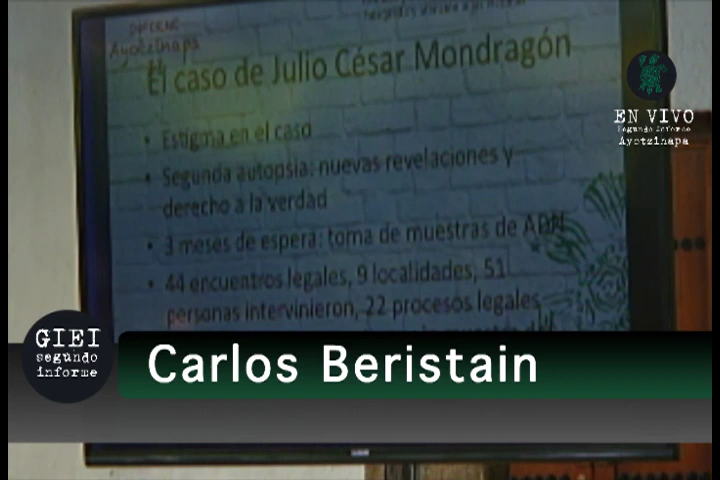 INFORME
Ayotzinapa
II
El caso de Julio César Mondragón
• Estigma en el caso
• Segunda autopsia: nuevas revelaciones y
derecho a la verdad
• 3 meses de espera: toma de muestras de ADN
• 44 encuentros legales, 9 localidades, 51
personas intervinieron, 22 procesos legales
EN VIVO
Segundo Informe
Ayotzinapa
GIEI
segundo
informe
Carlos Beristain